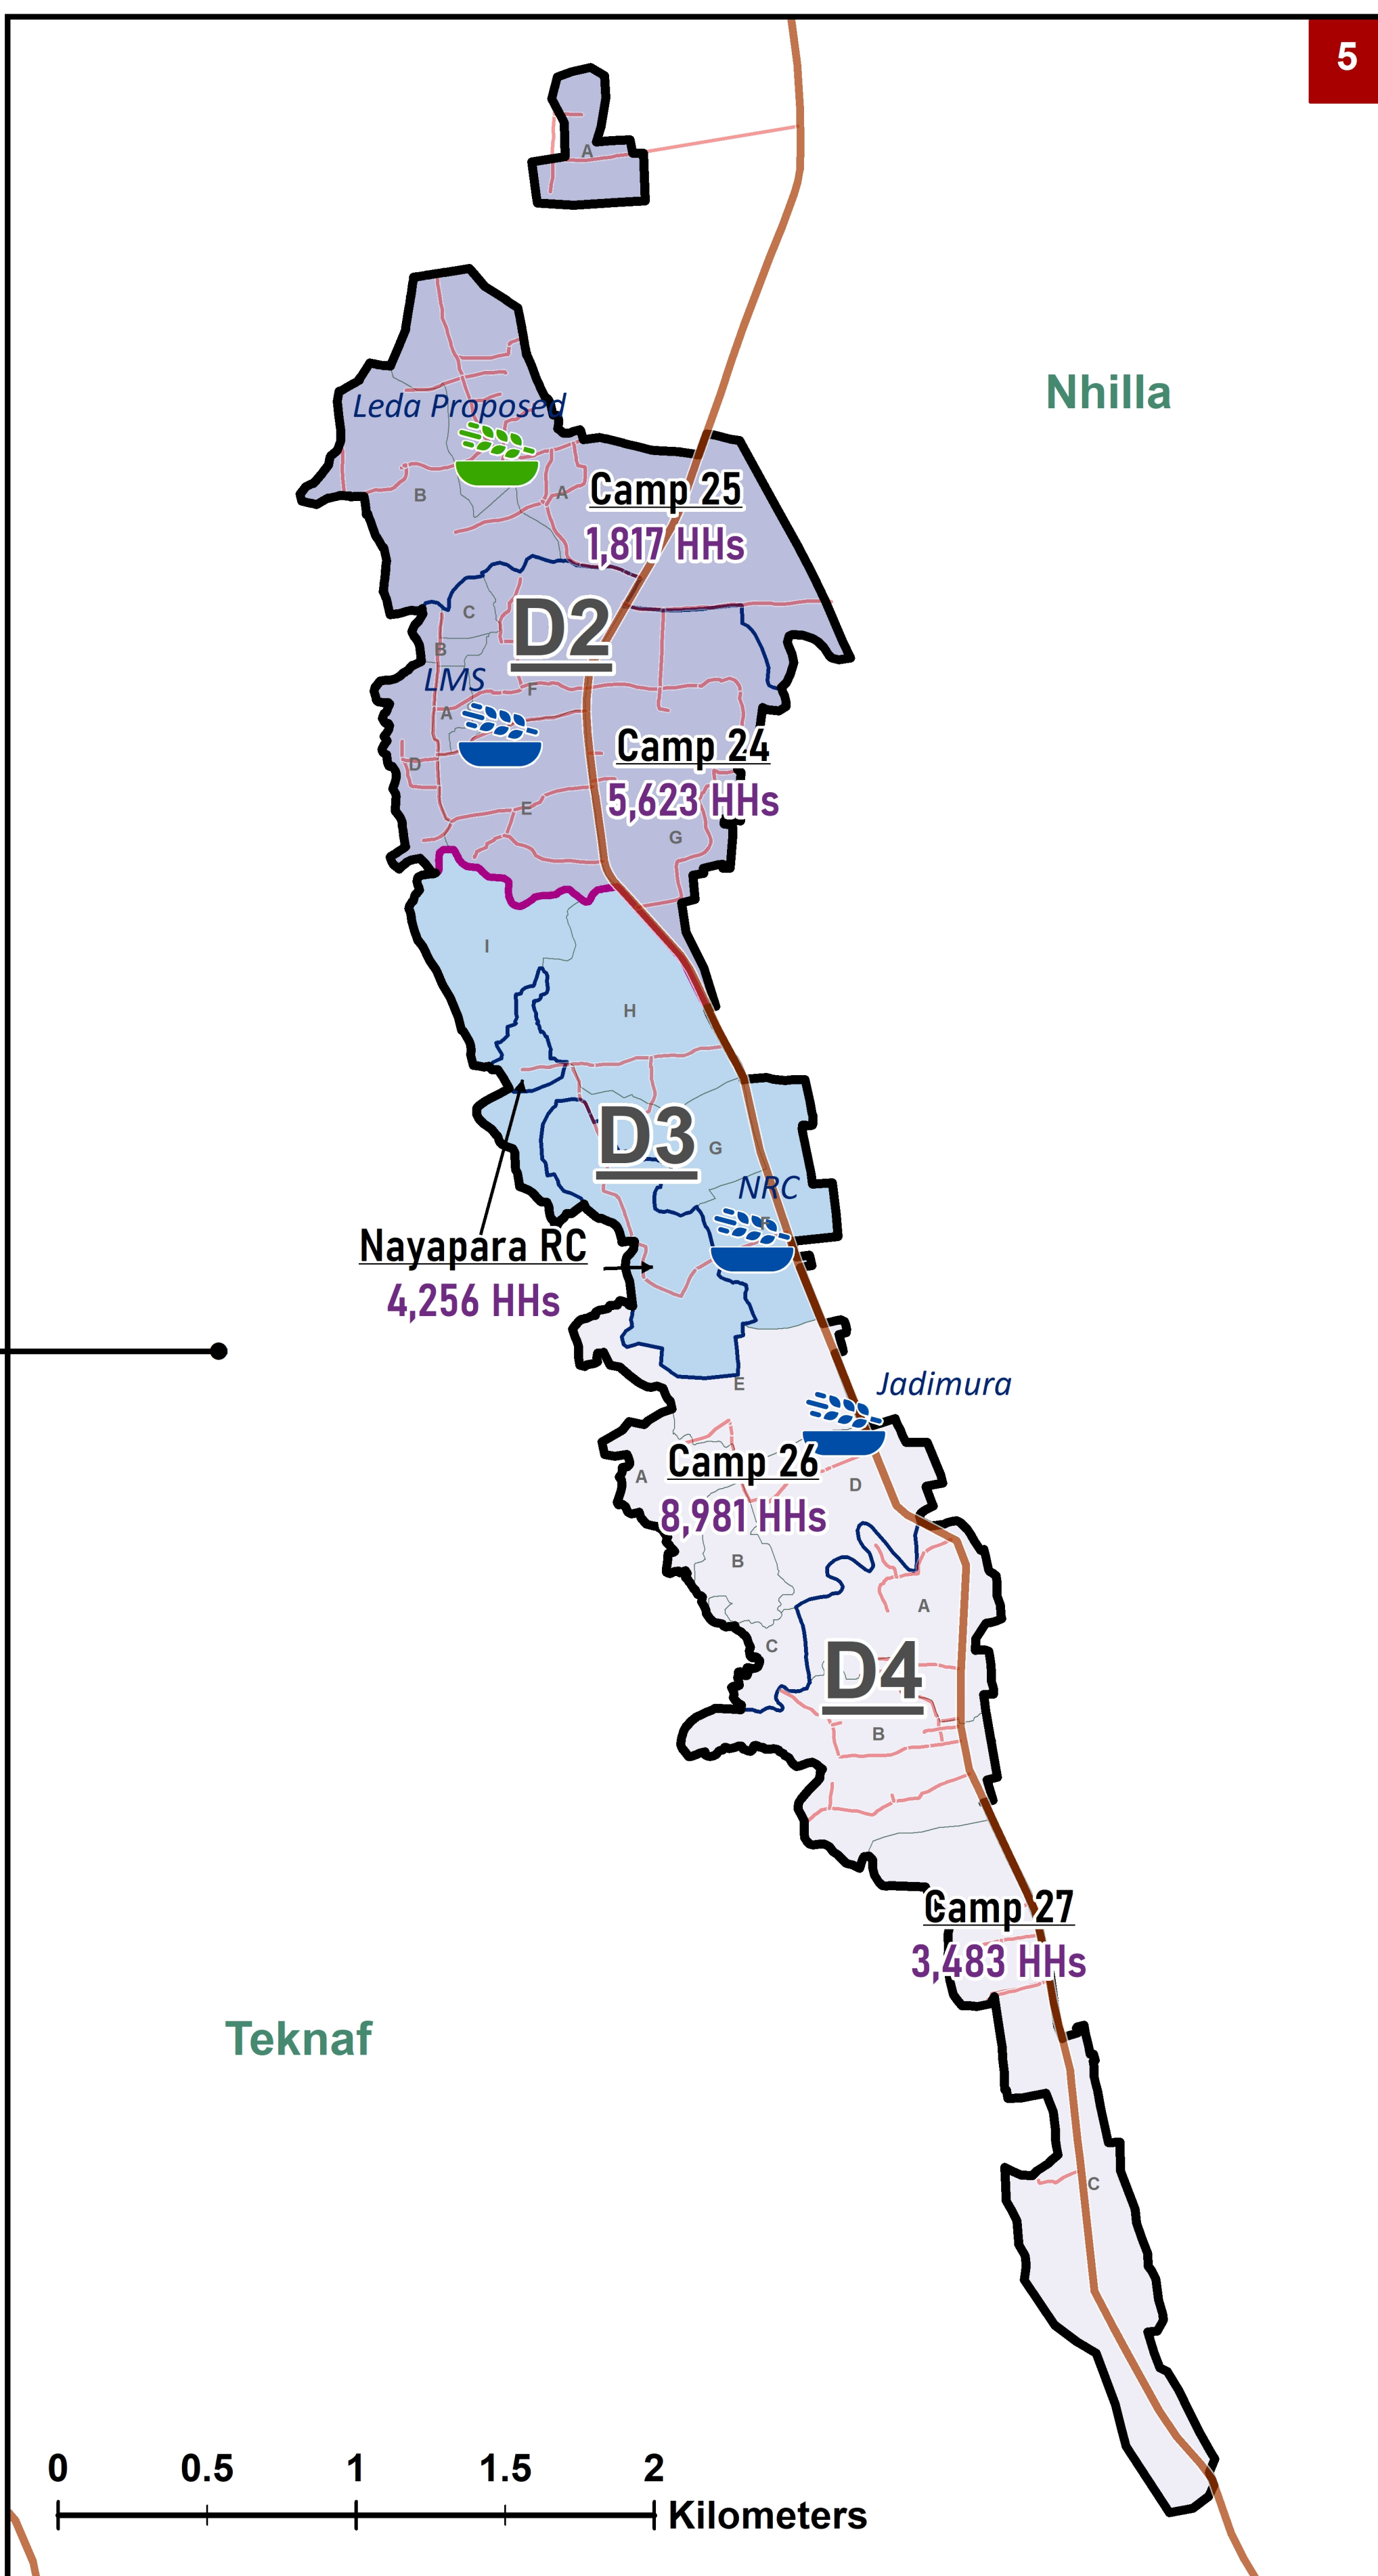 5
A
Nhilla
Leda Proposed
B
A
Camp 25
1,817 HHs
C
D2
B
LMS
F
A
Camp 24
D
5,623 HHs
E
G
I
H
D3
G
NRC
F
Nayapara RC
4,256 HHs
E
Jadimura
Camp 26
A
D
8,981 HHs
B
A
C
D4
B
Camp 27
3,483 HHs
Teknaf
C
0 0.5 1 1.5 2
Kilometers